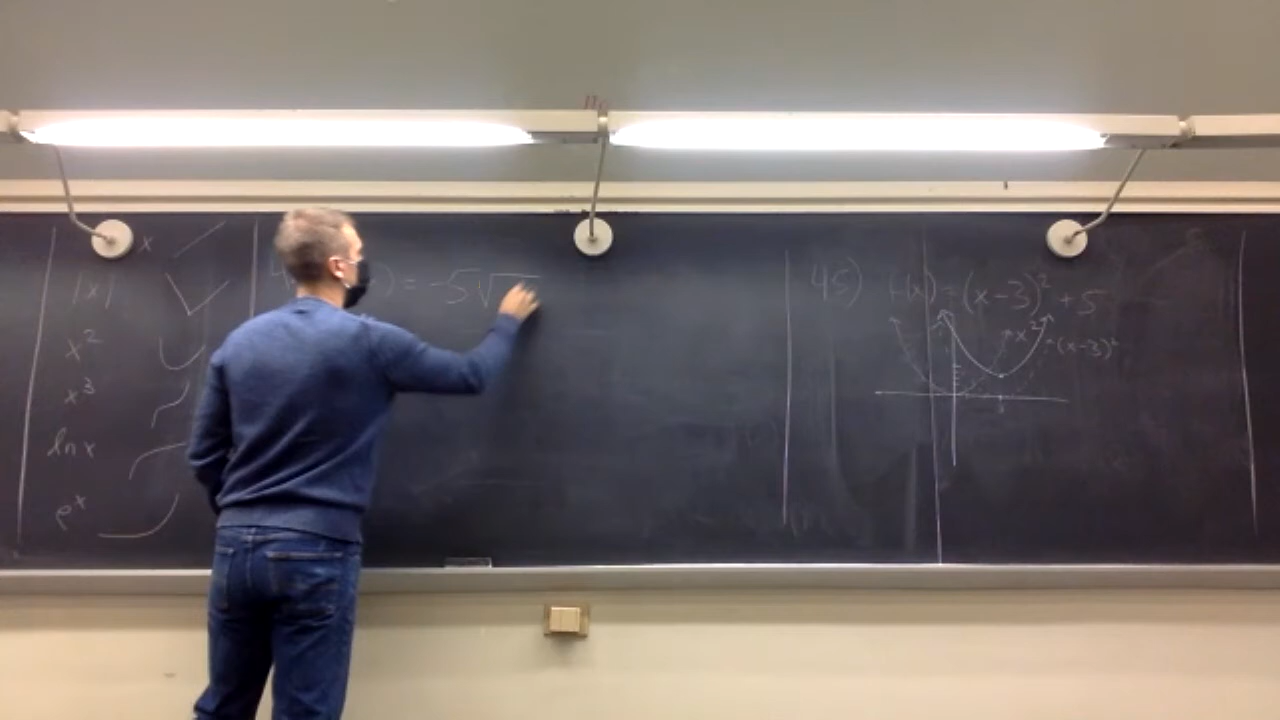 x
|x|
x²
x³
ln x
eˣ
) = -5√
45) f(x) = (x-3)² + 5
x²
(x-3)²